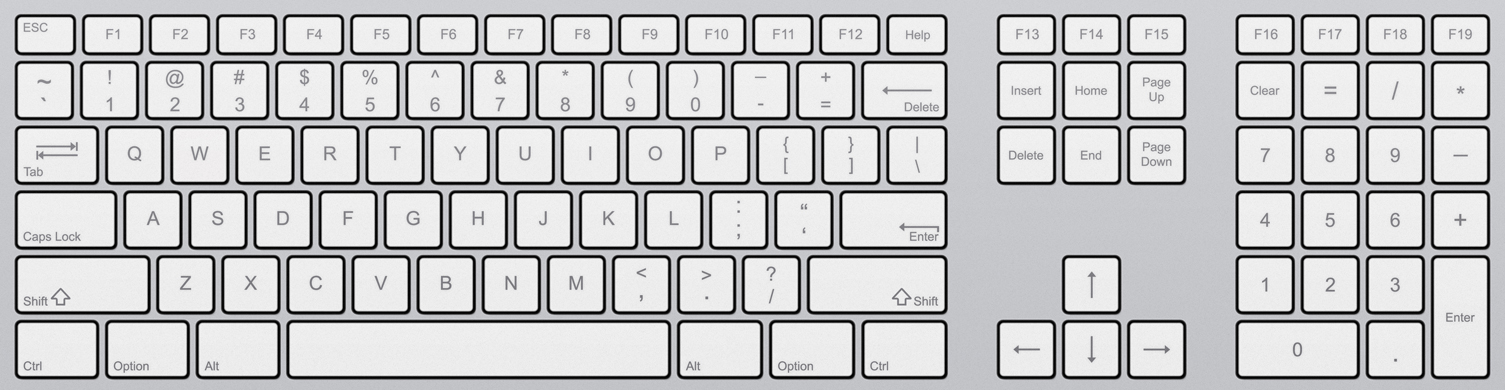 ESC F1 F2 F3 F4 F5 F6 F7 F8 F9 F10 F11 F12 Help F13 F14 F15 F16 F17 F18 F19
~ ! @ # $ % ^ & * ( ) – +
` 1 2 3 4 5 6 7 8 9 0 - = ← Delete Insert Home Page Up Clear = / *
Tab Q W E R T Y U I O P { [ } ] | \ Delete End Page Down 7 8 9 –
Caps Lock A S D F G H J K L : ; “ ‘ Enter 4 5 6 +
Shift Z X C V B N M < , > . ? / Shift ↑ 1 2 3 Enter
Ctrl Option Alt Alt Option Ctrl ← ↓ → 0 .